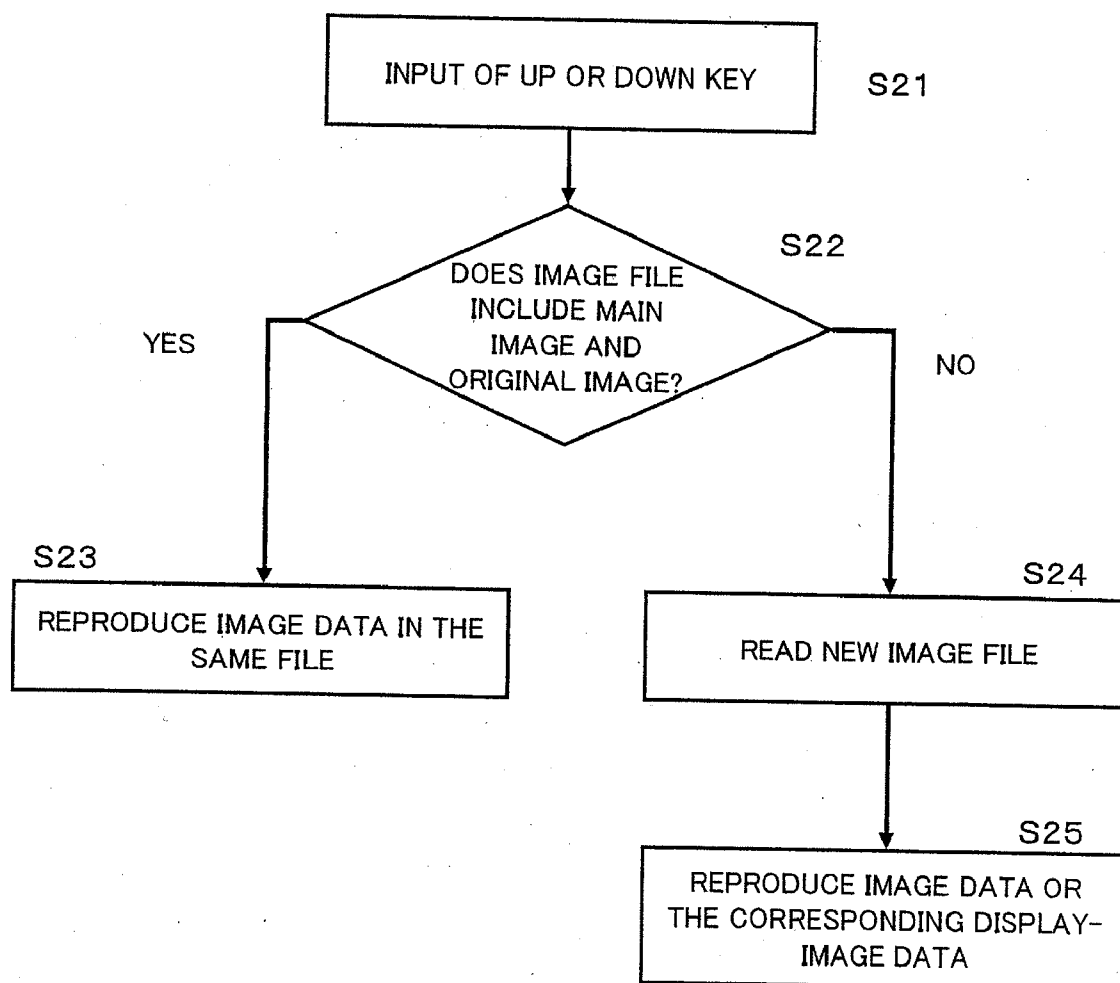 INPUT OF UP OR DOWN KEY
S21
S22
DOES IMAGE FILE
INCLUDE MAIN
IMAGE AND
ORIGINAL IMAGE?
YES
NO
S23
REPRODUCE IMAGE DATA IN THE
SAME FILE
S24
READ NEW IMAGE FILE
S25
REPRODUCE IMAGE DATA OR
THE CORRESPONDING DISPLAY-
IMAGE DATA